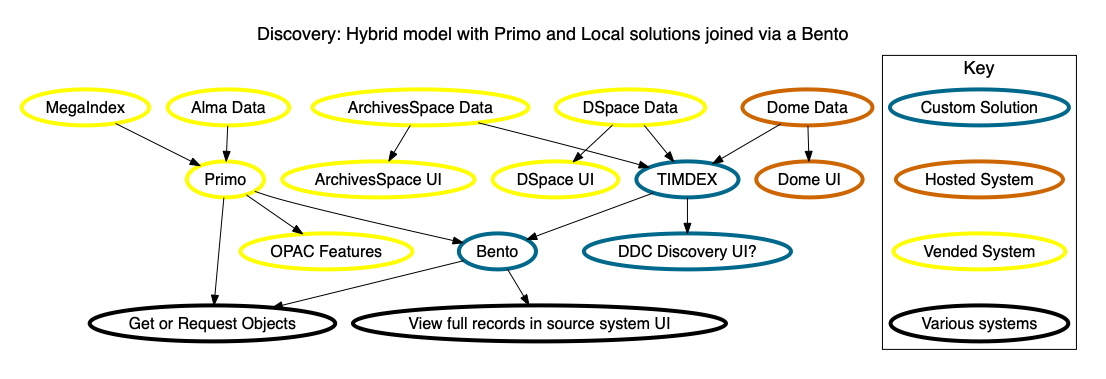 Discovery: Hybrid model with Primo and Local solutions joined via a Bento
Key
MegaIndex
Alma Data
ArchivesSpace Data
DSpace Data
Dome Data
Custom Solution
Primo
ArchivesSpace UI
DSpace UI
TIMDEX
Dome UI
Hosted System
OPAC Features
Bento
DDC Discovery UI?
Vended System
Get or Request Objects
View full records in source system UI
Various systems